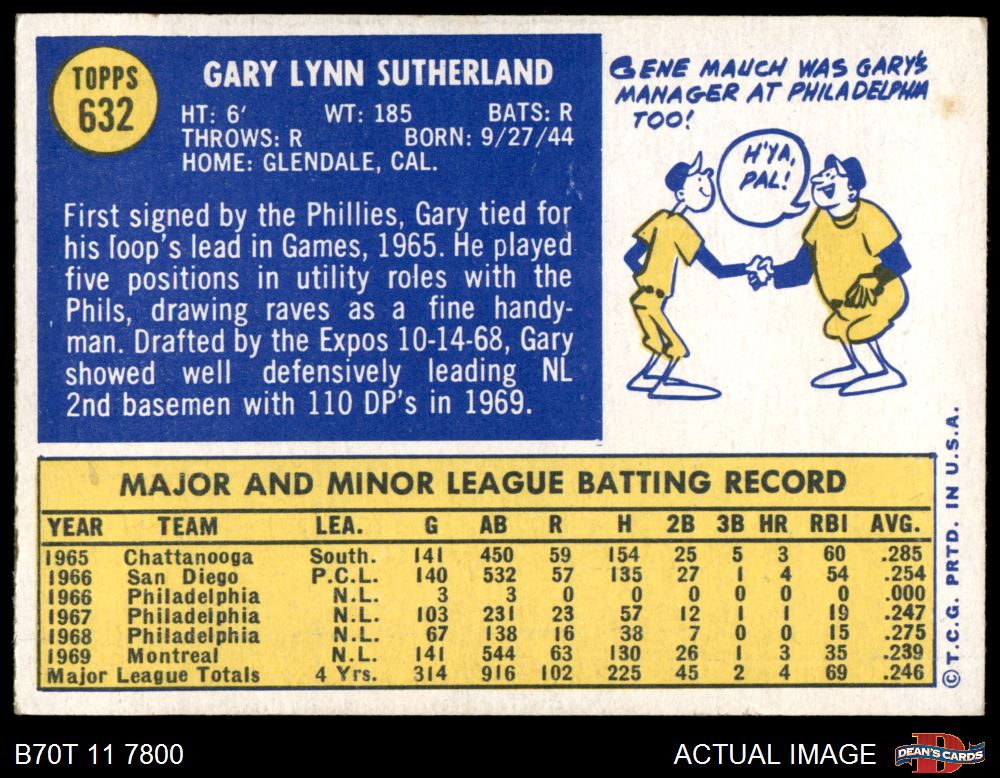 TOPPS
632
GARY LYNN SUTHERLAND
HT: 6' WT: 185 BATS: R
THROWS: R BORN: 9/27/44
HOME: GLENDALE, CAL.
First signed by the Phillies, Gary tied for
his loop's lead in Games, 1965. He played
five positions in utility roles with the
Phils, drawing raves as a fine handy-
man. Drafted by the Expos 10-14-68, Gary
showed well defensively leading NL
2nd basemen with 110 DP's in 1969.
GENE MAUCH WAS GARY'S
MANAGER AT PHILADELPHIA
TOO!
H'YA,
PAL!
MAJOR AND MINOR LEAGUE BATTING RECORD
YEAR TEAM LEA. G AB R H 2B 3B HR RBI AVG.
1965 Chattanooga South. 141 450 59 154 25 5 3 60 .285
1966 San Diego P.C.L. 140 532 57 135 27 1 4 54 .254
1966 Philadelphia N.L. 3 3 0 0 0 0 0 0 .000
1967 Philadelphia N.L. 103 231 23 57 12 1 1 19 .247
1968 Philadelphia N.L. 67 138 16 38 7 0 0 15 .275
1969 Montreal N.L. 141 544 63 130 26 1 3 35 .239
Major League Totals 4 Yrs. 314 916 102 225 45 2 4 69 .246
©T.C.G. PRTD. IN U.S.A.
B70T 11 7800
ACTUAL IMAGE
DEAN'S CARDS